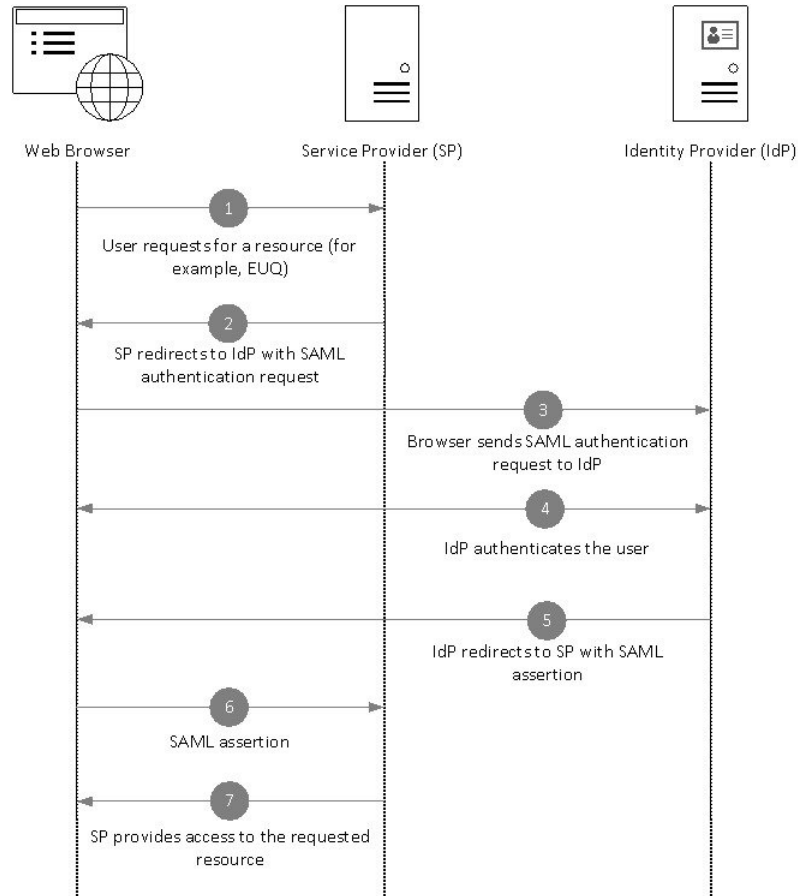 Web Browser
Service Provider (SP)
Identity Provider (IdP)
1
User requests for a resource (for
example, EUQ)
2
SP redirects to IdP with SAML
authentication request
3
Browser sends SAML authentication
request to IdP
4
IdP authenticates the user
5
IdP redirects to SP with SAML
assertion
6
SAML assertion
7
SP provides access to the requested
resource